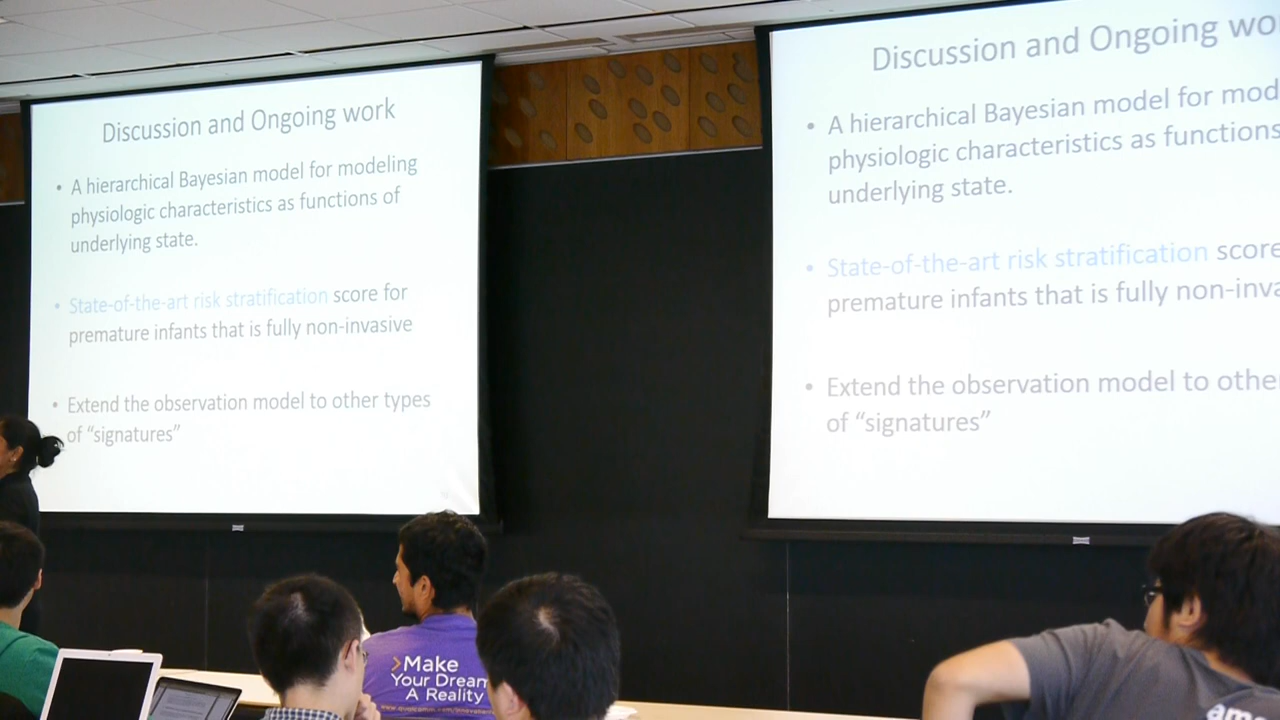 Discussion and Ongoing work
• A hierarchical Bayesian model for modeling
physiologic characteristics as functions of
underlying state.
• State-of-the-art risk stratification score for
premature infants that is fully non-invasive
• Extend the observation model to other types
of “signatures”
Discussion and Ongoing wo
• A hierarchical Bayesian model for mod
physiologic characteristics as functions
underlying state.
• State-of-the-art risk stratification score
premature infants that is fully non-inva
• Extend the observation model to othe
of “signatures”
>Make
Your Dream
A Reality